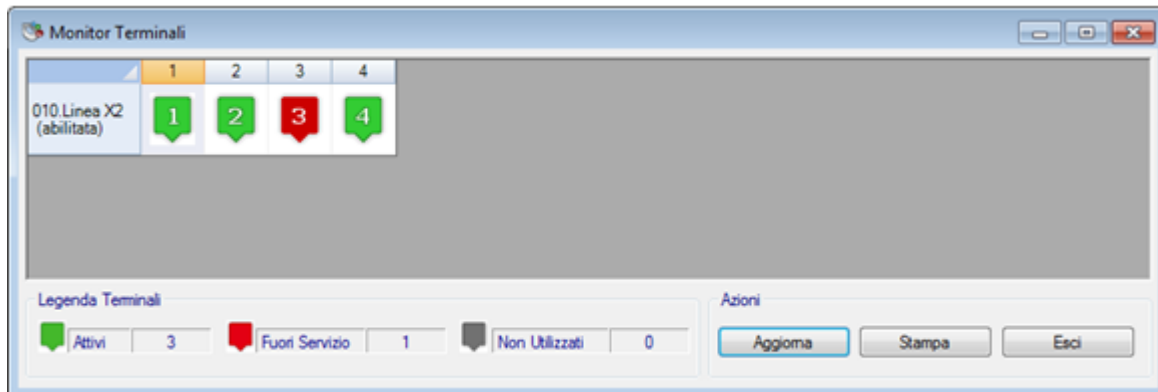 Monitor Terminali
1 2 3 4
010.Linea X2 1 2 3 4
(abilitata)
Legenda Terminali
Azioni
Attivi 3 Fuori Servizio 1 Non Utilizzati 0
Aggiorna Stampa Esci